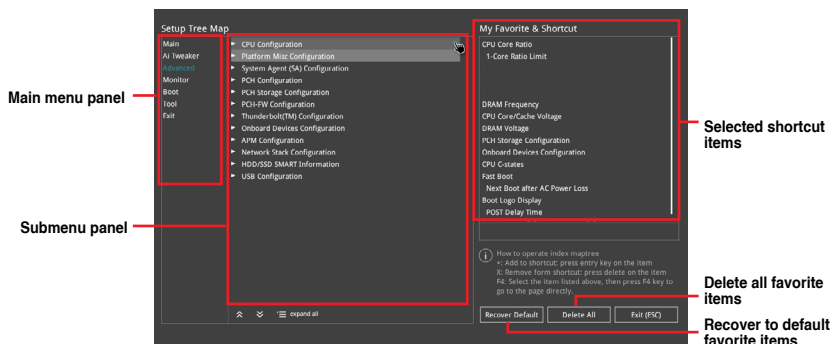 Setup Tree Map
Main
Ai Tweaker
Advanced
Monitor
Boot
Tool
Exit
CPU Configuration
Platform Misc Configuration
System Agent (SA) Configuration
PCH Configuration
PCH Storage Configuration
PCH-FW Configuration
Thunderbolt(TM) Configuration
Onboard Devices Configuration
APM Configuration
Network Stack Configuration
HDD/SSD SMART Information
USB Configuration
expand all
My Favorite & Shortcut
CPU Core Ratio
1-Core Ratio Limit
DRAM Frequency
CPU Core/Cache Voltage
DRAM Voltage
PCH Storage Configuration
Onboard Devices Configuration
CPU C-states
Fast Boot
Next Boot after AC Power Loss
Boot Logo Display
POST Delay Time
How to operate index maptree
+: Add to shortcut: press entry key on the item
X: Remove form shortcut: press delete on the item
F4: Select the item listed above, then press F4 key to
go to the page directly.
Recover Default
Delete All
Exit (ESC)
Main menu panel
Submenu panel
Selected shortcut
items
Delete all favorite
items
Recover to default
favorite items